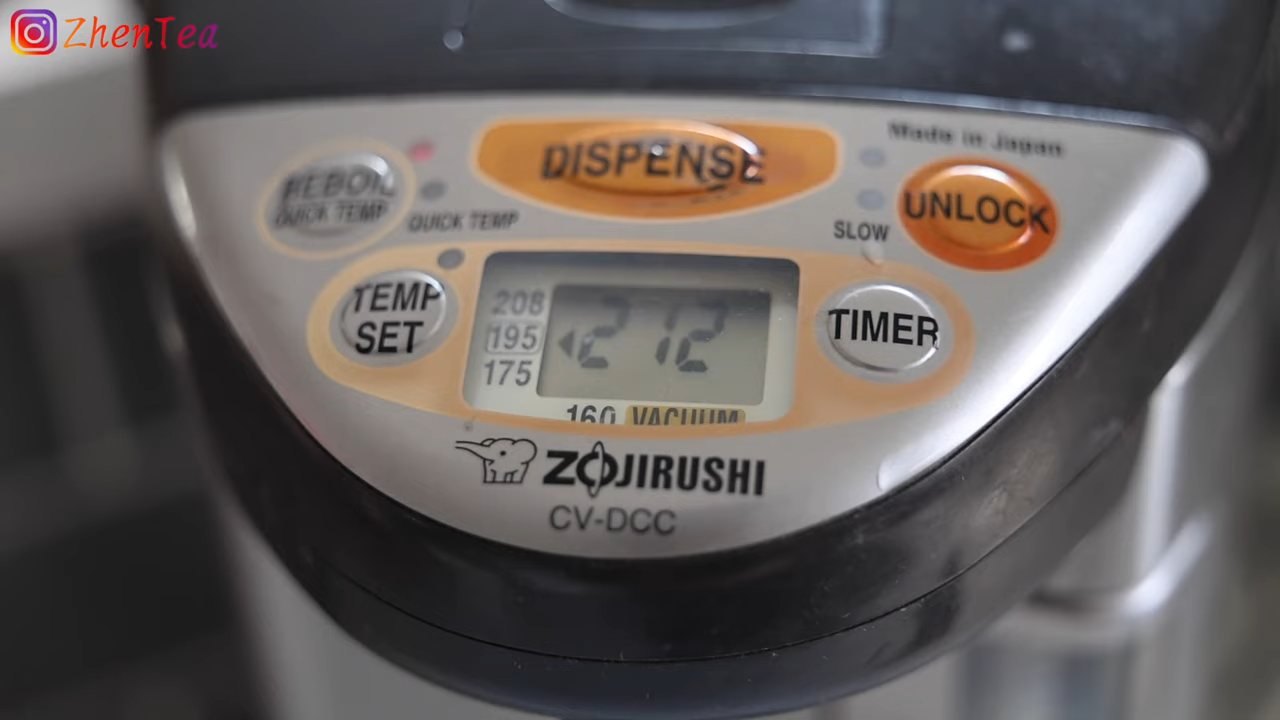 ZhenTea
Made in Japan
DISPENSE
REBOIL
QUICK TEMP
QUICK TEMP
UNLOCK
SLOW
TEMP
SET
208
195
175
212
TIMER
160 VACUUM
ZOJIRUSHI
CV-DCC